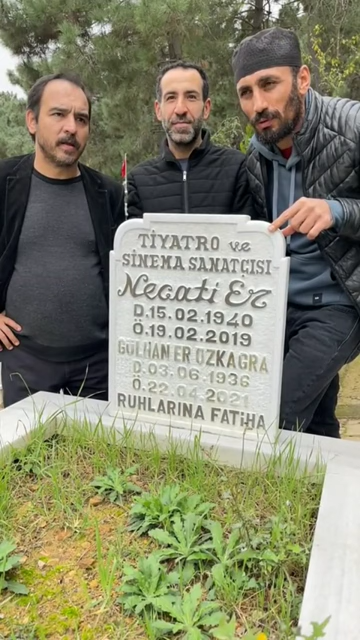 TİYATRO ve
SİNEMA SANATÇISI
Necati Er
D.15.02.1940
Ö.19.02.2019
GÜLHAN ER ÖZKAGRA
D.03.06.1936
Ö.22.04.2021
RUHLARINA FATİHA